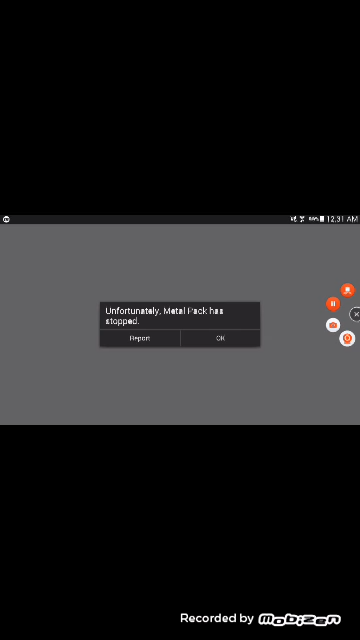 12:31 AM
Unfortunately, Metal Pack has
stopped.
Report
OK
Recorded by Mobizen